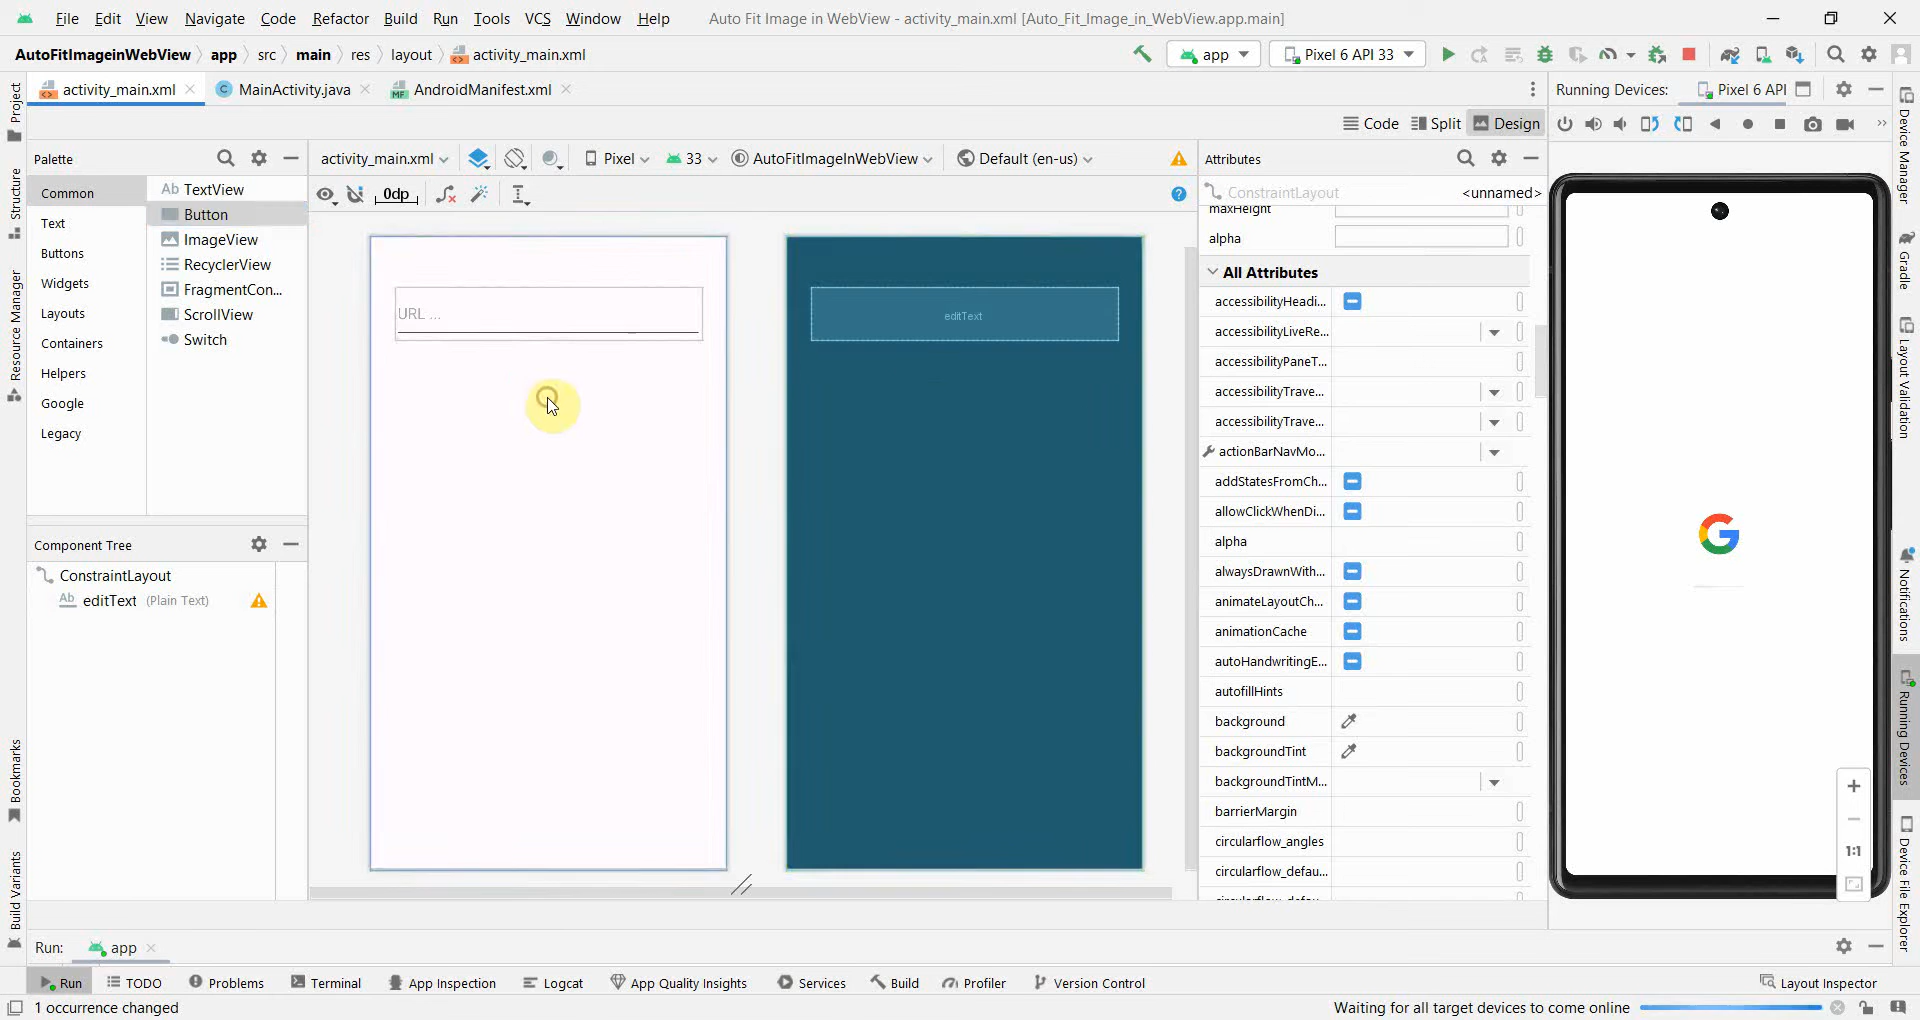 File Edit View Navigate Code Refactor Build Run Tools VCS Window Help Auto Fit Image in WebView - activity_main.xml [Auto_Fit_Image_in_WebView.app.main]
AutoFitImageinWebView app src main res layout activity_main.xml app Pixel 6 API 33
activity_main.xml MainActivity.java AndroidManifest.xml Running Devices: Pixel 6 API
Code Split Design
Palette activity_main.xml Pixel 33 AutoFitImageInWebView Default (en-us) Attributes
Common
Text
Buttons
Widgets
Layouts
Containers
Helpers
Google
Legacy
Ab TextView
Button
ImageView
RecyclerView
FragmentCon...
ScrollView
Switch
0dp
ConstraintLayout <unnamed>
maxHeight
alpha
All Attributes
accessibilityHeadi...
accessibilityLiveRe...
accessibilityPaneT...
accessibilityTrave...
accessibilityTrave...
actionBarNavMo...
addStatesFromCh...
allowClickWhenDi...
alpha
alwaysDrawnWith...
animateLayoutCh...
animationCache
autoHandwritingE...
autofillHints
background
backgroundTint
backgroundTintM...
barrierMargin
circularflow_angles
circularflow_defau...
URL ...
editText
Component Tree
ConstraintLayout
Ab editText (Plain Text)
Project
Structure
Resource Manager
Bookmarks
Build Variants
Device Manager
Gradle
Layout Validation
Notifications
Running Devices
Device File Explorer
1:1
Run: app
Run TODO Problems Terminal App Inspection Logcat App Quality Insights Services Build Profiler Version Control Layout Inspector
1 occurrence changed Waiting for all target devices to come online